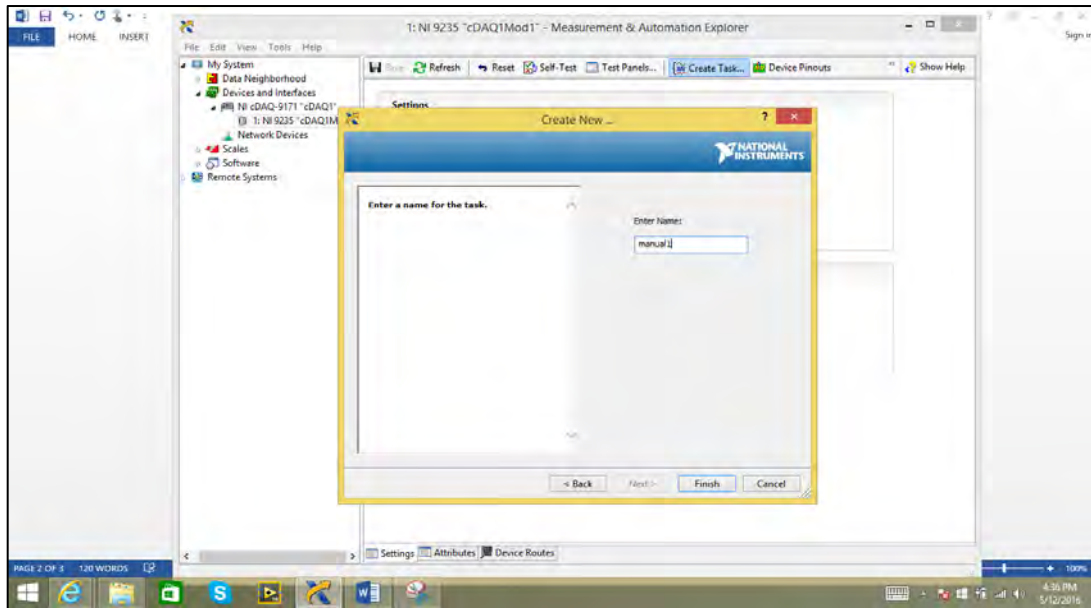 FILE HOME INSERT
Sign in
1: NI 9235 "cDAQ1Mod1" - Measurement & Automation Explorer
File Edit View Tools Help
My System
Data Neighborhood
Devices and Interfaces
NI cDAQ-9171 "cDAQ1"
1: NI 9235 "cDAQ1M
Network Devices
Scales
Software
Remote Systems
Save Refresh Reset Self-Test Test Panels... Create Task... Device Pinouts Show Help
Settings
Create New ...
NATIONAL INSTRUMENTS
Enter a name for the task.
Enter Name:
manual1
< Back Next > Finish Cancel
Settings Attributes Device Routes
PAGE 2 OF 3 120 WORDS
100%
4:36 PM
5/12/2016